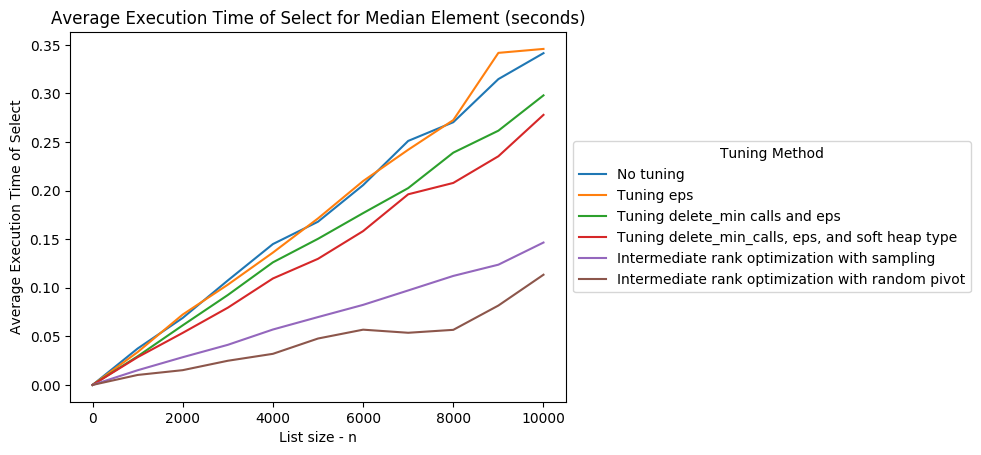 Average Execution Time of Select for Median Element (seconds)
Average Execution Time of Select
0.35
0.30
0.25
0.20
0.15
0.10
0.05
0.00
0 2000 4000 6000 8000 10000
List size - n
Tuning Method
No tuning
Tuning eps
Tuning delete_min calls and eps
Tuning delete_min_calls, eps, and soft heap type
Intermediate rank optimization with sampling
Intermediate rank optimization with random pivot